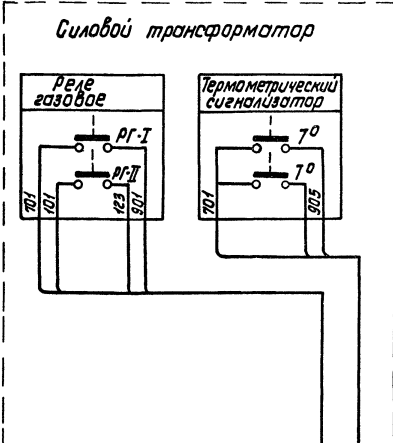 Силовой трансформатор
Реле
газовое
РГ-I
РГ-II
701
101
123
901
Термометрический
сигнализатор
T°
T°
701
905